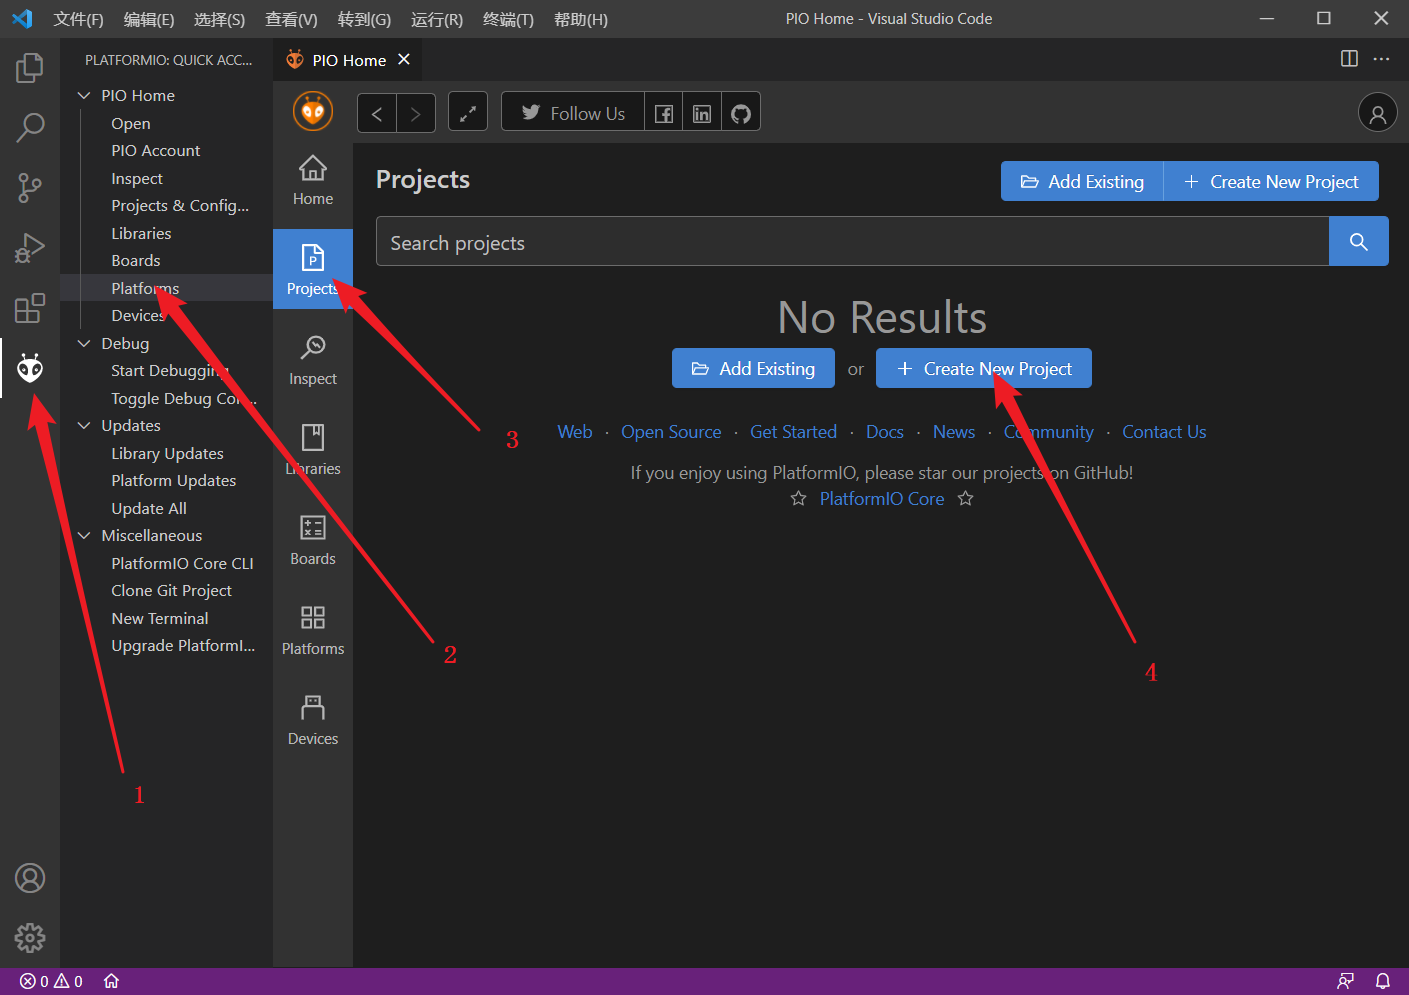 文件(F) 编辑(E) 选择(S) 查看(V) 转到(G) 运行(R) 终端(T) 帮助(H) PIO Home - Visual Studio Code
PLATFORMIO: QUICK ACC...
PIO Home
Open
PIO Account
Inspect
Projects & Config...
Libraries
Boards
Platforms
Devices
Debug
Start Debugging
Toggle Debug Con...
Updates
Library Updates
Platform Updates
Update All
Miscellaneous
PlatformIO Core CLI
Clone Git Project
New Terminal
Upgrade PlatformI...
1
PIO Home
Follow Us
Home
Projects
Inspect
Libraries
Boards
Platforms
Devices
2
3
Projects
Add Existing
Create New Project
Search projects
No Results
Add Existing or Create New Project
Web · Open Source · Get Started · Docs · News · Community · Contact Us
If you enjoy using PlatformIO, please star our projects on GitHub!
PlatformIO Core
4
0 0